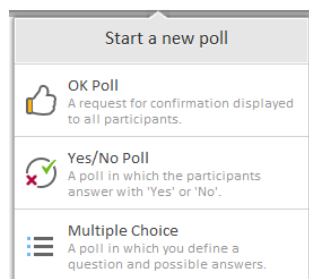 Start a new poll
OK Poll
A request for confirmation displayed
to all participants.
Yes/No Poll
A poll in which the participants
answer with 'Yes' or 'No'.
Multiple Choice
A poll in which you define a
question and possible answers.